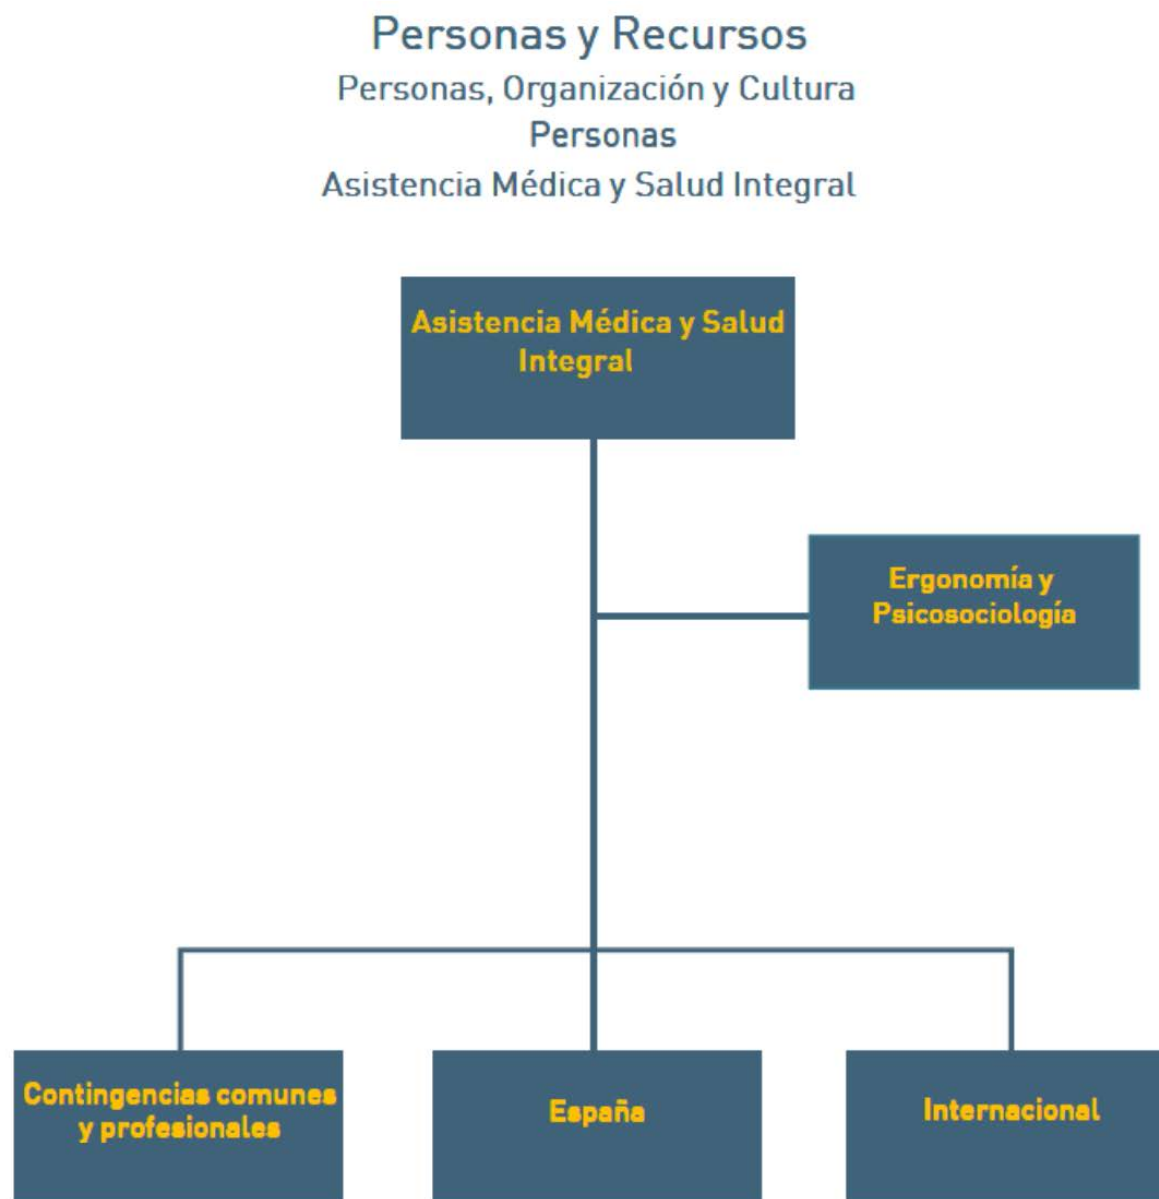 Personas y Recursos
Personas, Organización y Cultura
Personas
Asistencia Médica y Salud Integral
Asistencia Médica y Salud
Integral
Ergonomía y
Psicosociología
Contingencias comunes
y profesionales
España
Internacional